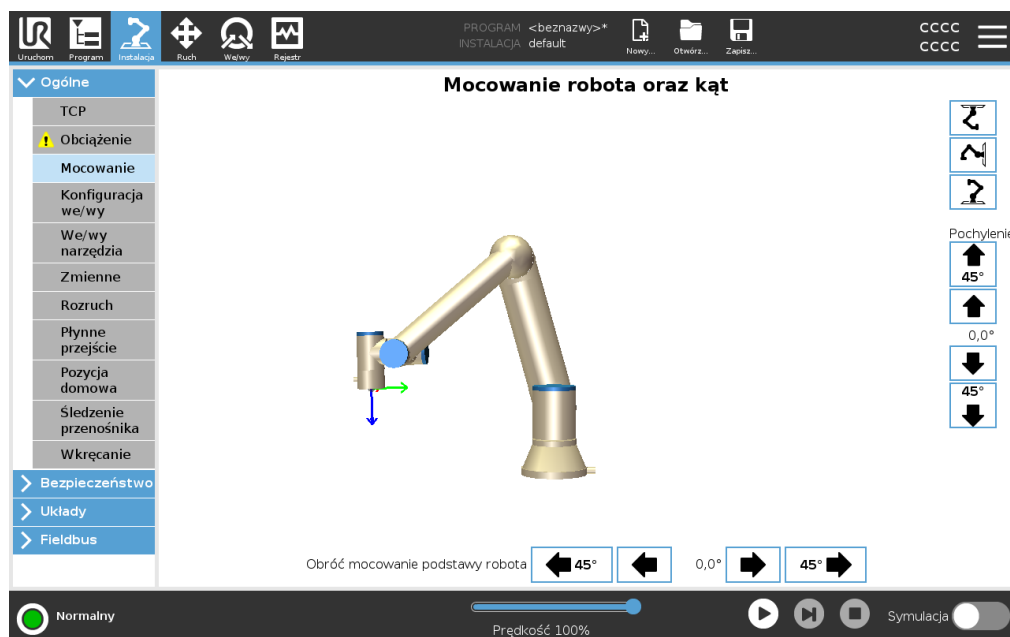 PROGRAM <beznazwy>*
INSTALACJA default
cccc
cccc
Uruchom Program Instalacja Ruch We/wy Rejestr Nowy... Otwórz... Zapisz...
Ogólne
TCP
Obciążenie
Mocowanie
Konfiguracja
we/wy
We/wy
narzędzia
Zmienne
Rozruch
Płynne
przejście
Pozycja
domowa
Śledzenie
przenośnika
Wkręcanie
Bezpieczeństwo
Układy
Fieldbus
Mocowanie robota oraz kąt
Pochylenie
45°
0,0°
45°
Obróć mocowanie podstawy robota 45° 0,0° 45°
Normalny
Prędkość 100%
Symulacja